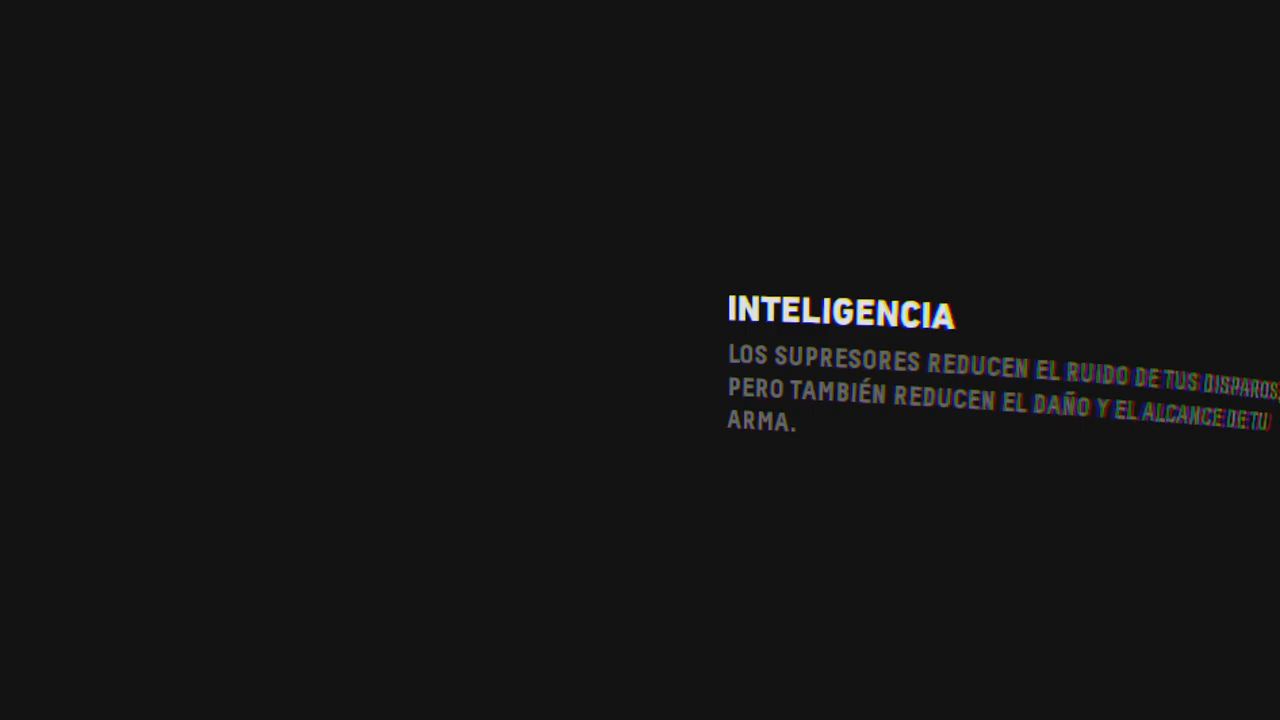 INTELIGENCIA
LOS SUPRESORES REDUCEN EL RUIDO DE TUS DISPAROS,
PERO TAMBIÉN REDUCEN EL DAÑO Y EL ALCANCE DE TU
ARMA.